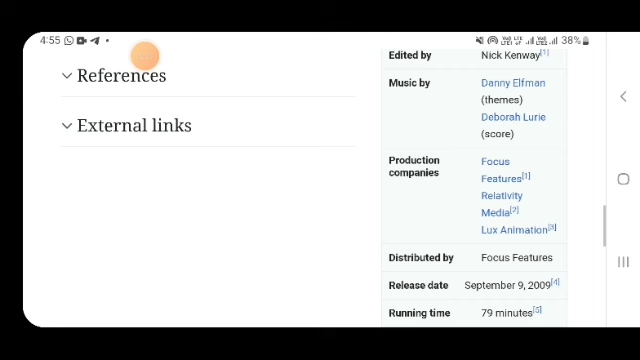 4:55
38%
References
External links
Edited by Nick Kenway[1]
Music by Danny Elfman
(themes)
Deborah Lurie
(score)
Production Focus
companies Features[1]
Relativity
Media[2]
Lux Animation[3]
Distributed by Focus Features
Release date September 9, 2009[4]
Running time 79 minutes[5]